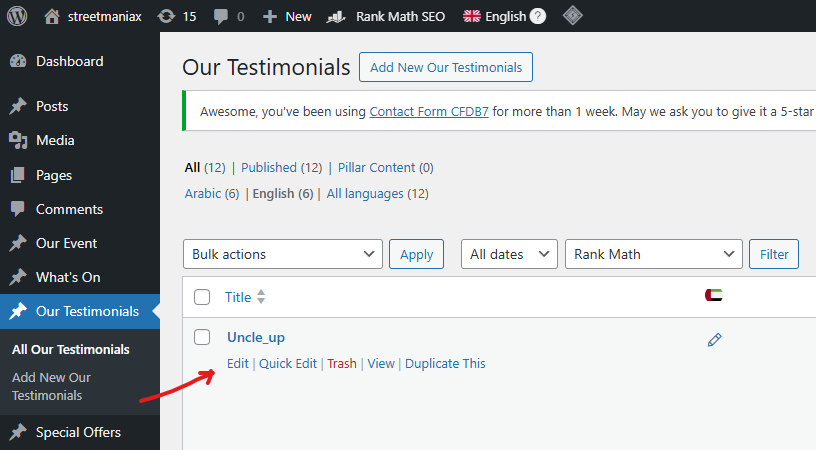 streetmaniax 15 0 New Rank Math SEO English ?
Dashboard
Posts
Media
Pages
Comments
Our Event
What's On
Our Testimonials
All Our Testimonials
Add New Our
Testimonials
Special Offers
Our Testimonials Add New Our Testimonials
Awesome, you've been using Contact Form CFDB7 for more than 1 week. May we ask you to give it a 5-star
All (12) | Published (12) | Pillar Content (0)
Arabic (6) | English (6) | All languages (12)
Bulk actions Apply All dates Rank Math Filter
Title
Uncle_up
Edit | Quick Edit | Trash | View | Duplicate This